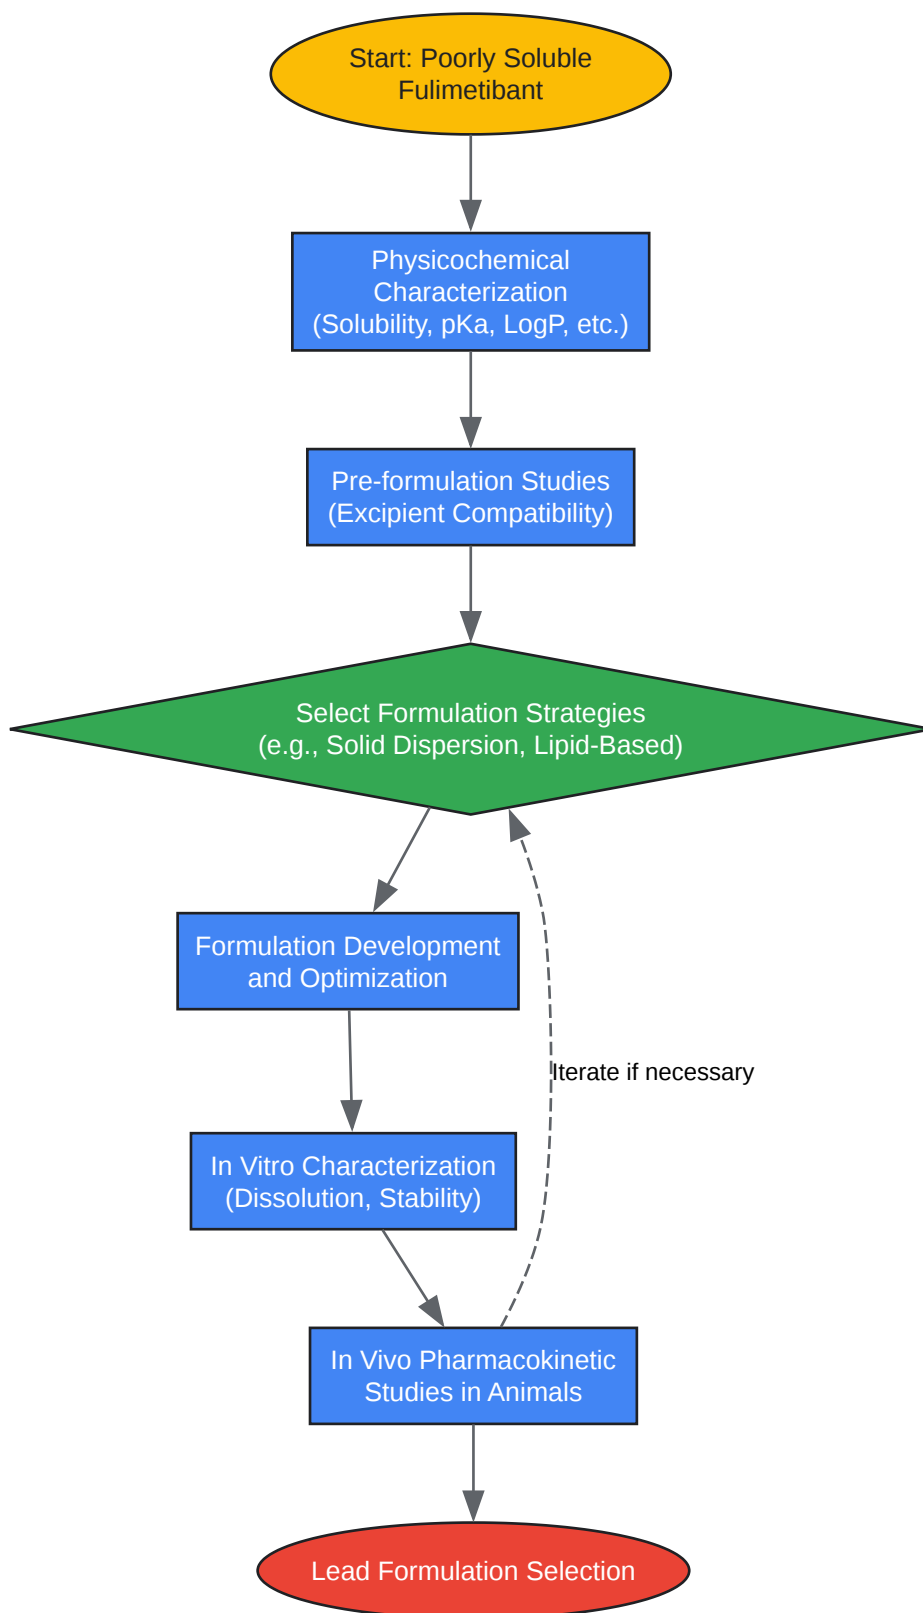 Start: Poorly Soluble
Fulimetibant
Physicochemical
Characterization
(Solubility, pKa, LogP, etc.)
Pre-formulation Studies
(Excipient Compatibility)
Select Formulation Strategies
(e.g., Solid Dispersion, Lipid-Based)
Formulation Development
and Optimization
Iterate if necessary
In Vitro Characterization
(Dissolution, Stability)
In Vivo Pharmacokinetic
Studies in Animals
Lead Formulation Selection